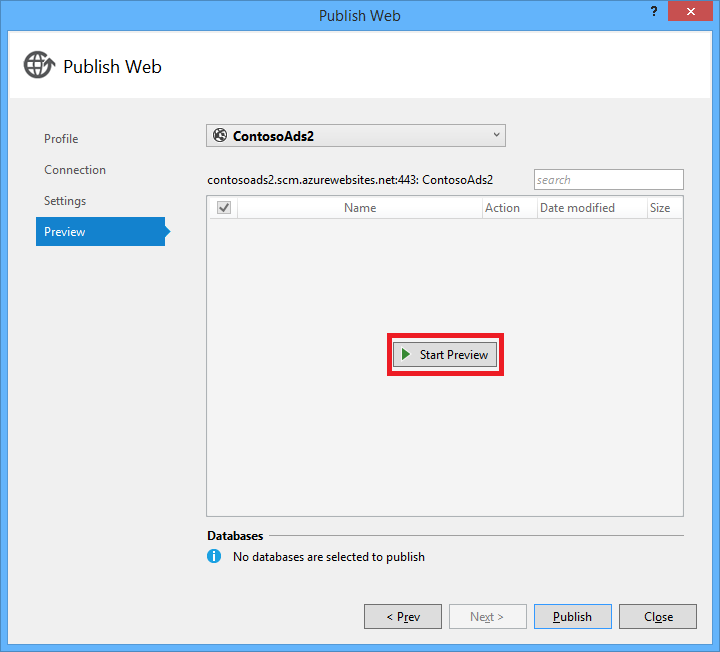 Publish Web
?
Publish Web
Profile
Connection
Settings
Preview
ContosoAds2
contosoads2.scm.azurewebsites.net:443: ContosoAds2
search
Name Action Date modified Size
Start Preview
Databases
No databases are selected to publish
< Prev Next > Publish Close